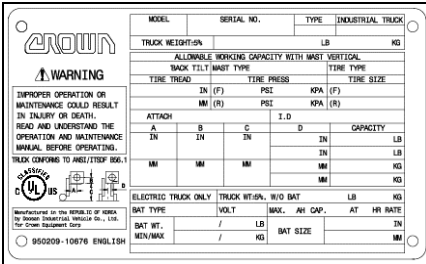 CROWN
WARNING
IMPROPER OPERATION OR
MAINTENANCE COULD RESULT
IN INJURY OR DEATH.
READ AND UNDERSTAND THE
OPERATION AND MAINTENANCE
MANUAL BEFORE OPERATING.
TRUCK CONFORMS TO ANSI/ITSDF B56.1
CLASSIFIED
C UL US
A B C D
Manufactured in the REPUBLIC OF KOREA
by Doosan Industrial Vehicle Co., Ltd.
for Crown Equipment Corp
950209-10676 ENGLISH
MODEL SERIAL NO. TYPE INDUSTRIAL TRUCK
TRUCK WEIGHT±5% LB KG
ALLOWABLE WORKING CAPACITY WITH MAST VERTICAL
BACK TILT MAST TYPE TIRE TYPE
TIRE TREAD TIRE PRESS TIRE SIZE
IN (F) PSI KPA (F)
MM (R) PSI KPA (R)
ATTACH I.D
A B C D CAPACITY
IN IN IN IN LB
IN LB
MM MM MM MM KG
MM KG
ELECTRIC TRUCK ONLY TRUCK WT±5%. W/O BAT LB KG
BAT TYPE VOLT MAX. AH CAP. AT HR RATE
BAT WT. MIN/MAX / LB BAT SIZE IN
/ KG MM